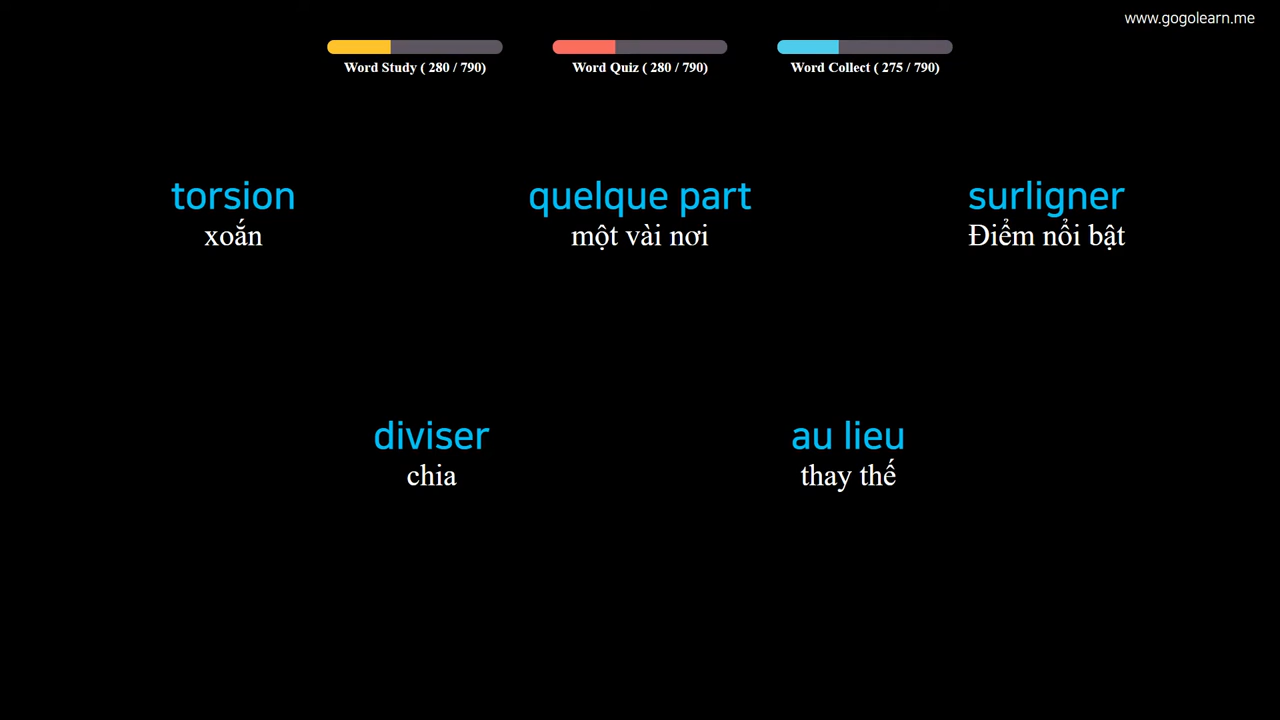 www.gogolearn.me
Word Study ( 280 / 790)
Word Quiz ( 280 / 790)
Word Collect ( 275 / 790)
torsion
xoắn
quelque part
một vài nơi
surligner
Điểm nổi bật
diviser
chia
au lieu
thay thế